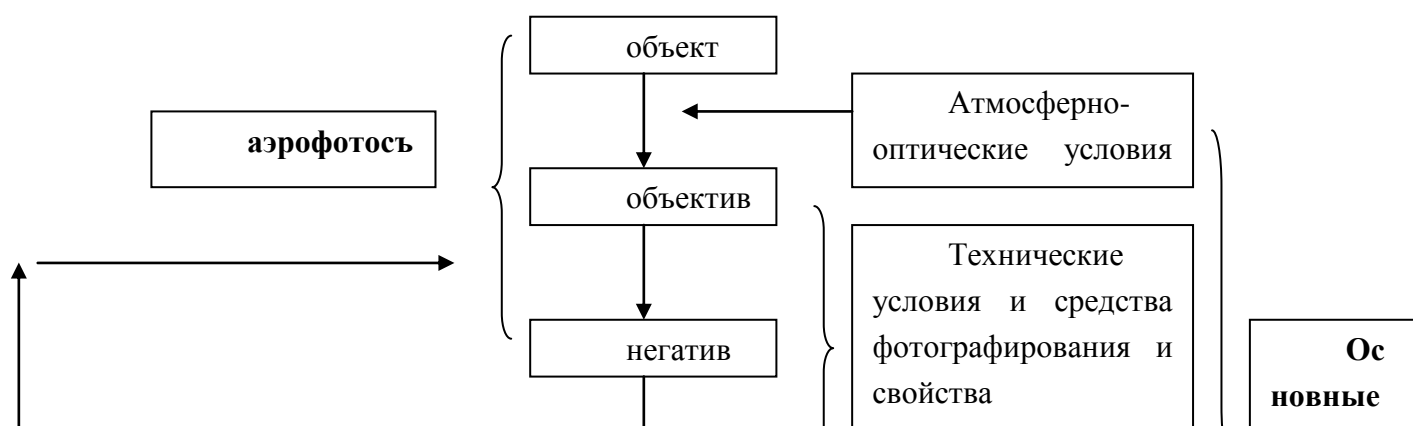 объект
Атмосферно-
оптические условия
аэрофотосъ
объектив
Технические
условия и средства
фотографирования и
свойства
негатив
Ос
новные